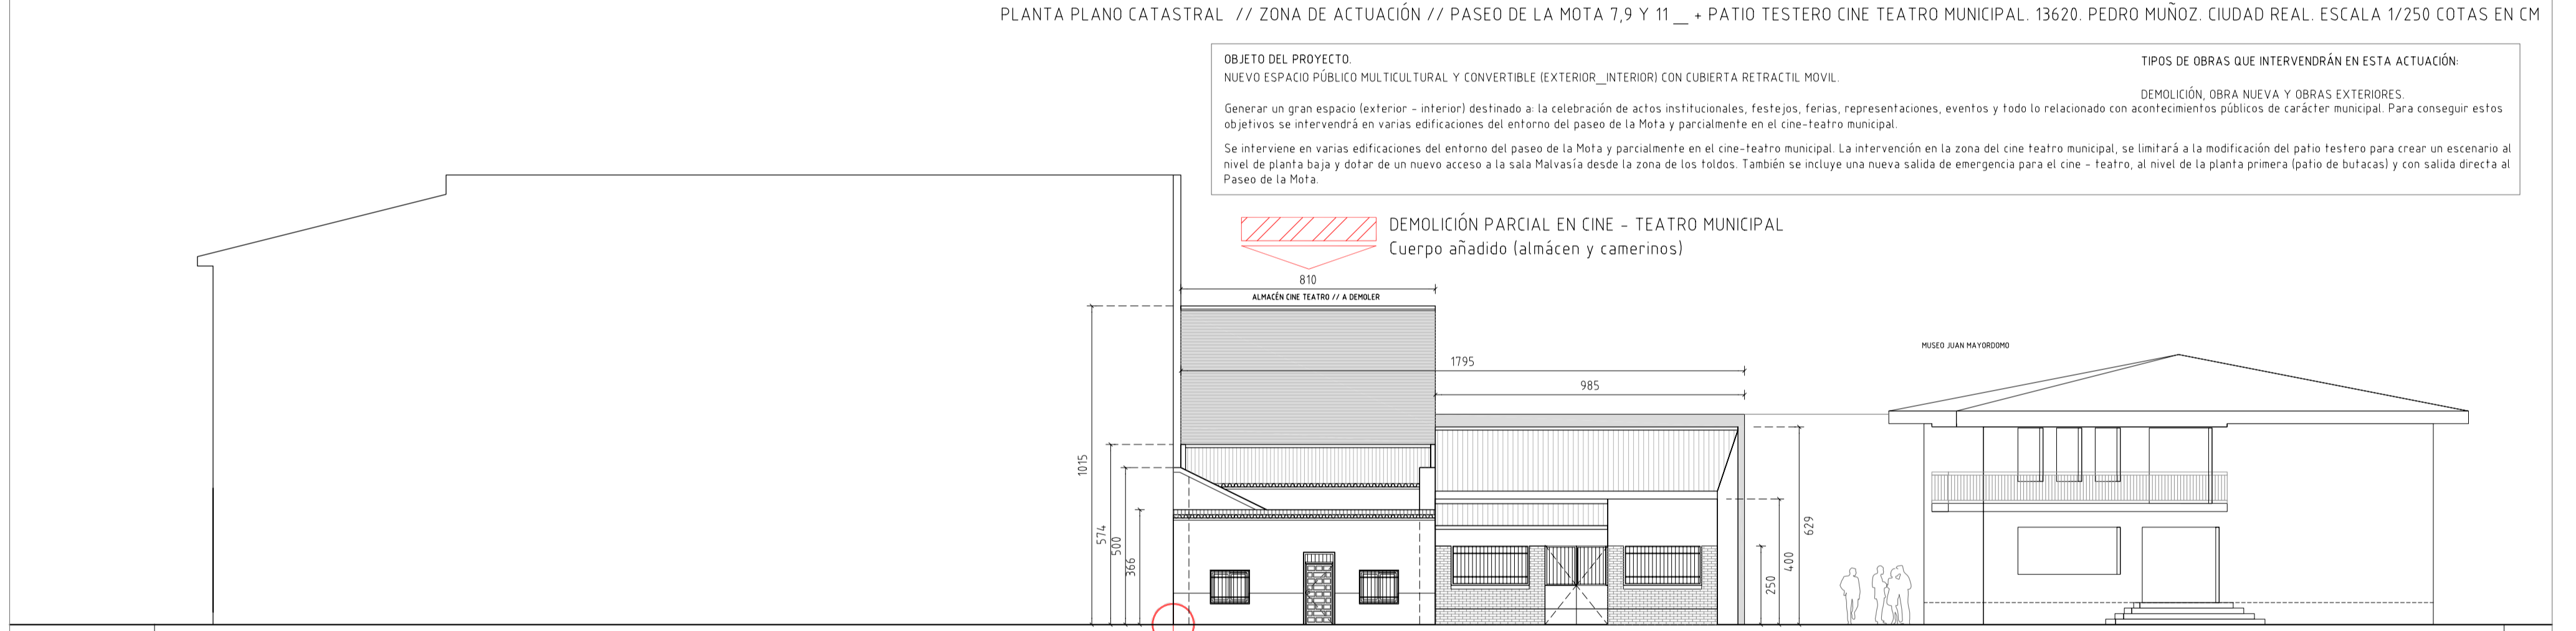 PLANTA PLANO CATASTRAL // ZONA DE ACTUACIÓN // PASEO DE LA MOTA 7,9 Y 11 __ + PATIO TESTERO CINE TEATRO MUNICIPAL. 13620. PEDRO MUÑOZ. CIUDAD REAL. ESCALA 1/250 COTAS EN CM
OBJETO DEL PROYECTO.
NUEVO ESPACIO PÚBLICO MULTICULTURAL Y CONVERTIBLE (EXTERIOR__INTERIOR) CON CUBIERTA RETRACTIL MOVIL.
TIPOS DE OBRAS QUE INTERVENDRÁN EN ESTA ACTUACIÓN:
DEMOLICIÓN, OBRA NUEVA Y OBRAS EXTERIORES.
Generar un gran espacio (exterior - interior) destinado a: la celebración de actos institucionales, festejos, ferias, representaciones, eventos y todo lo relacionado con acontecimientos públicos de carácter municipal. Para conseguir estos
objetivos se intervendrá en varias edificaciones del entorno del paseo de la Mota y parcialmente en el cine-teatro municipal.
Se interviene en varias edificaciones del entorno del paseo de la Mota y parcialmente en el cine-teatro municipal. La intervención en la zona del cine teatro municipal, se limitará a la modificación del patio testero para crear un escenario al
nivel de planta baja y dotar de un nuevo acceso a la sala Malvasía desde la zona de los toldos. También se incluye una nueva salida de emergencia para el cine - teatro, al nivel de la planta primera (patio de butacas) y con salida directa al
Paseo de la Mota.
DEMOLICIÓN PARCIAL EN CINE - TEATRO MUNICIPAL
Cuerpo añadido (almácen y camerinos)
810
ALMACÉN CINE TEATRO // A DEMOLER
MUSEO JUAN MAYORDOMO
1795
985
1015
574
500
366
250
400
629